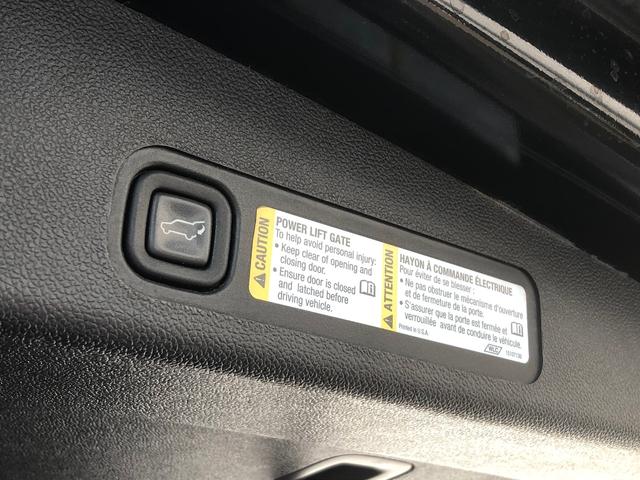 CAUTION
POWER LIFT GATE
To help avoid personal injury:
• Keep clear of opening and
closing door.
• Ensure door is closed
and latched before
driving vehicle.
ATTENTION
HAYON À COMMANDE ÉLECTRIQUE
Pour éviter de se blesser :
• Ne pas obstruer le mécanisme d'ouverture
et de fermeture de la porte.
• S'assurer que la porte est fermée et
verrouillée avant de conduire le véhicule.
Printed in U.S.A.
WLC